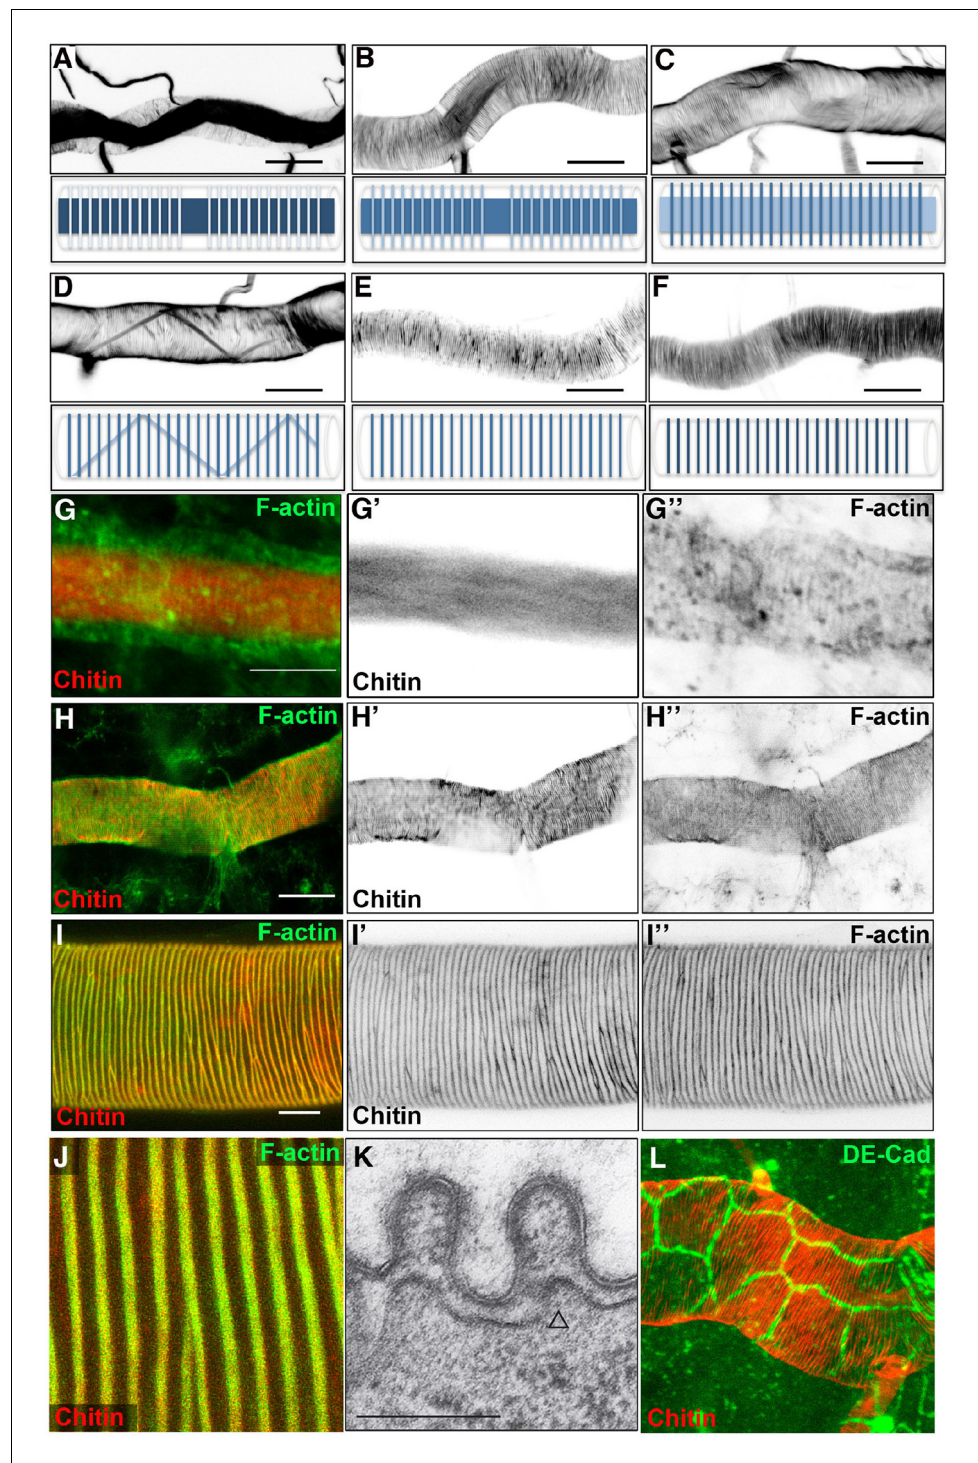 A
B
C
D
E
F
G
F-actin
Chitin
G’
Chitin
G’’
F-actin
H
F-actin
Chitin
H’
Chitin
H’’
F-actin
I
F-actin
Chitin
I’
Chitin
I’’
F-actin
J
F-actin
Chitin
K
L
DE-Cad
Chitin